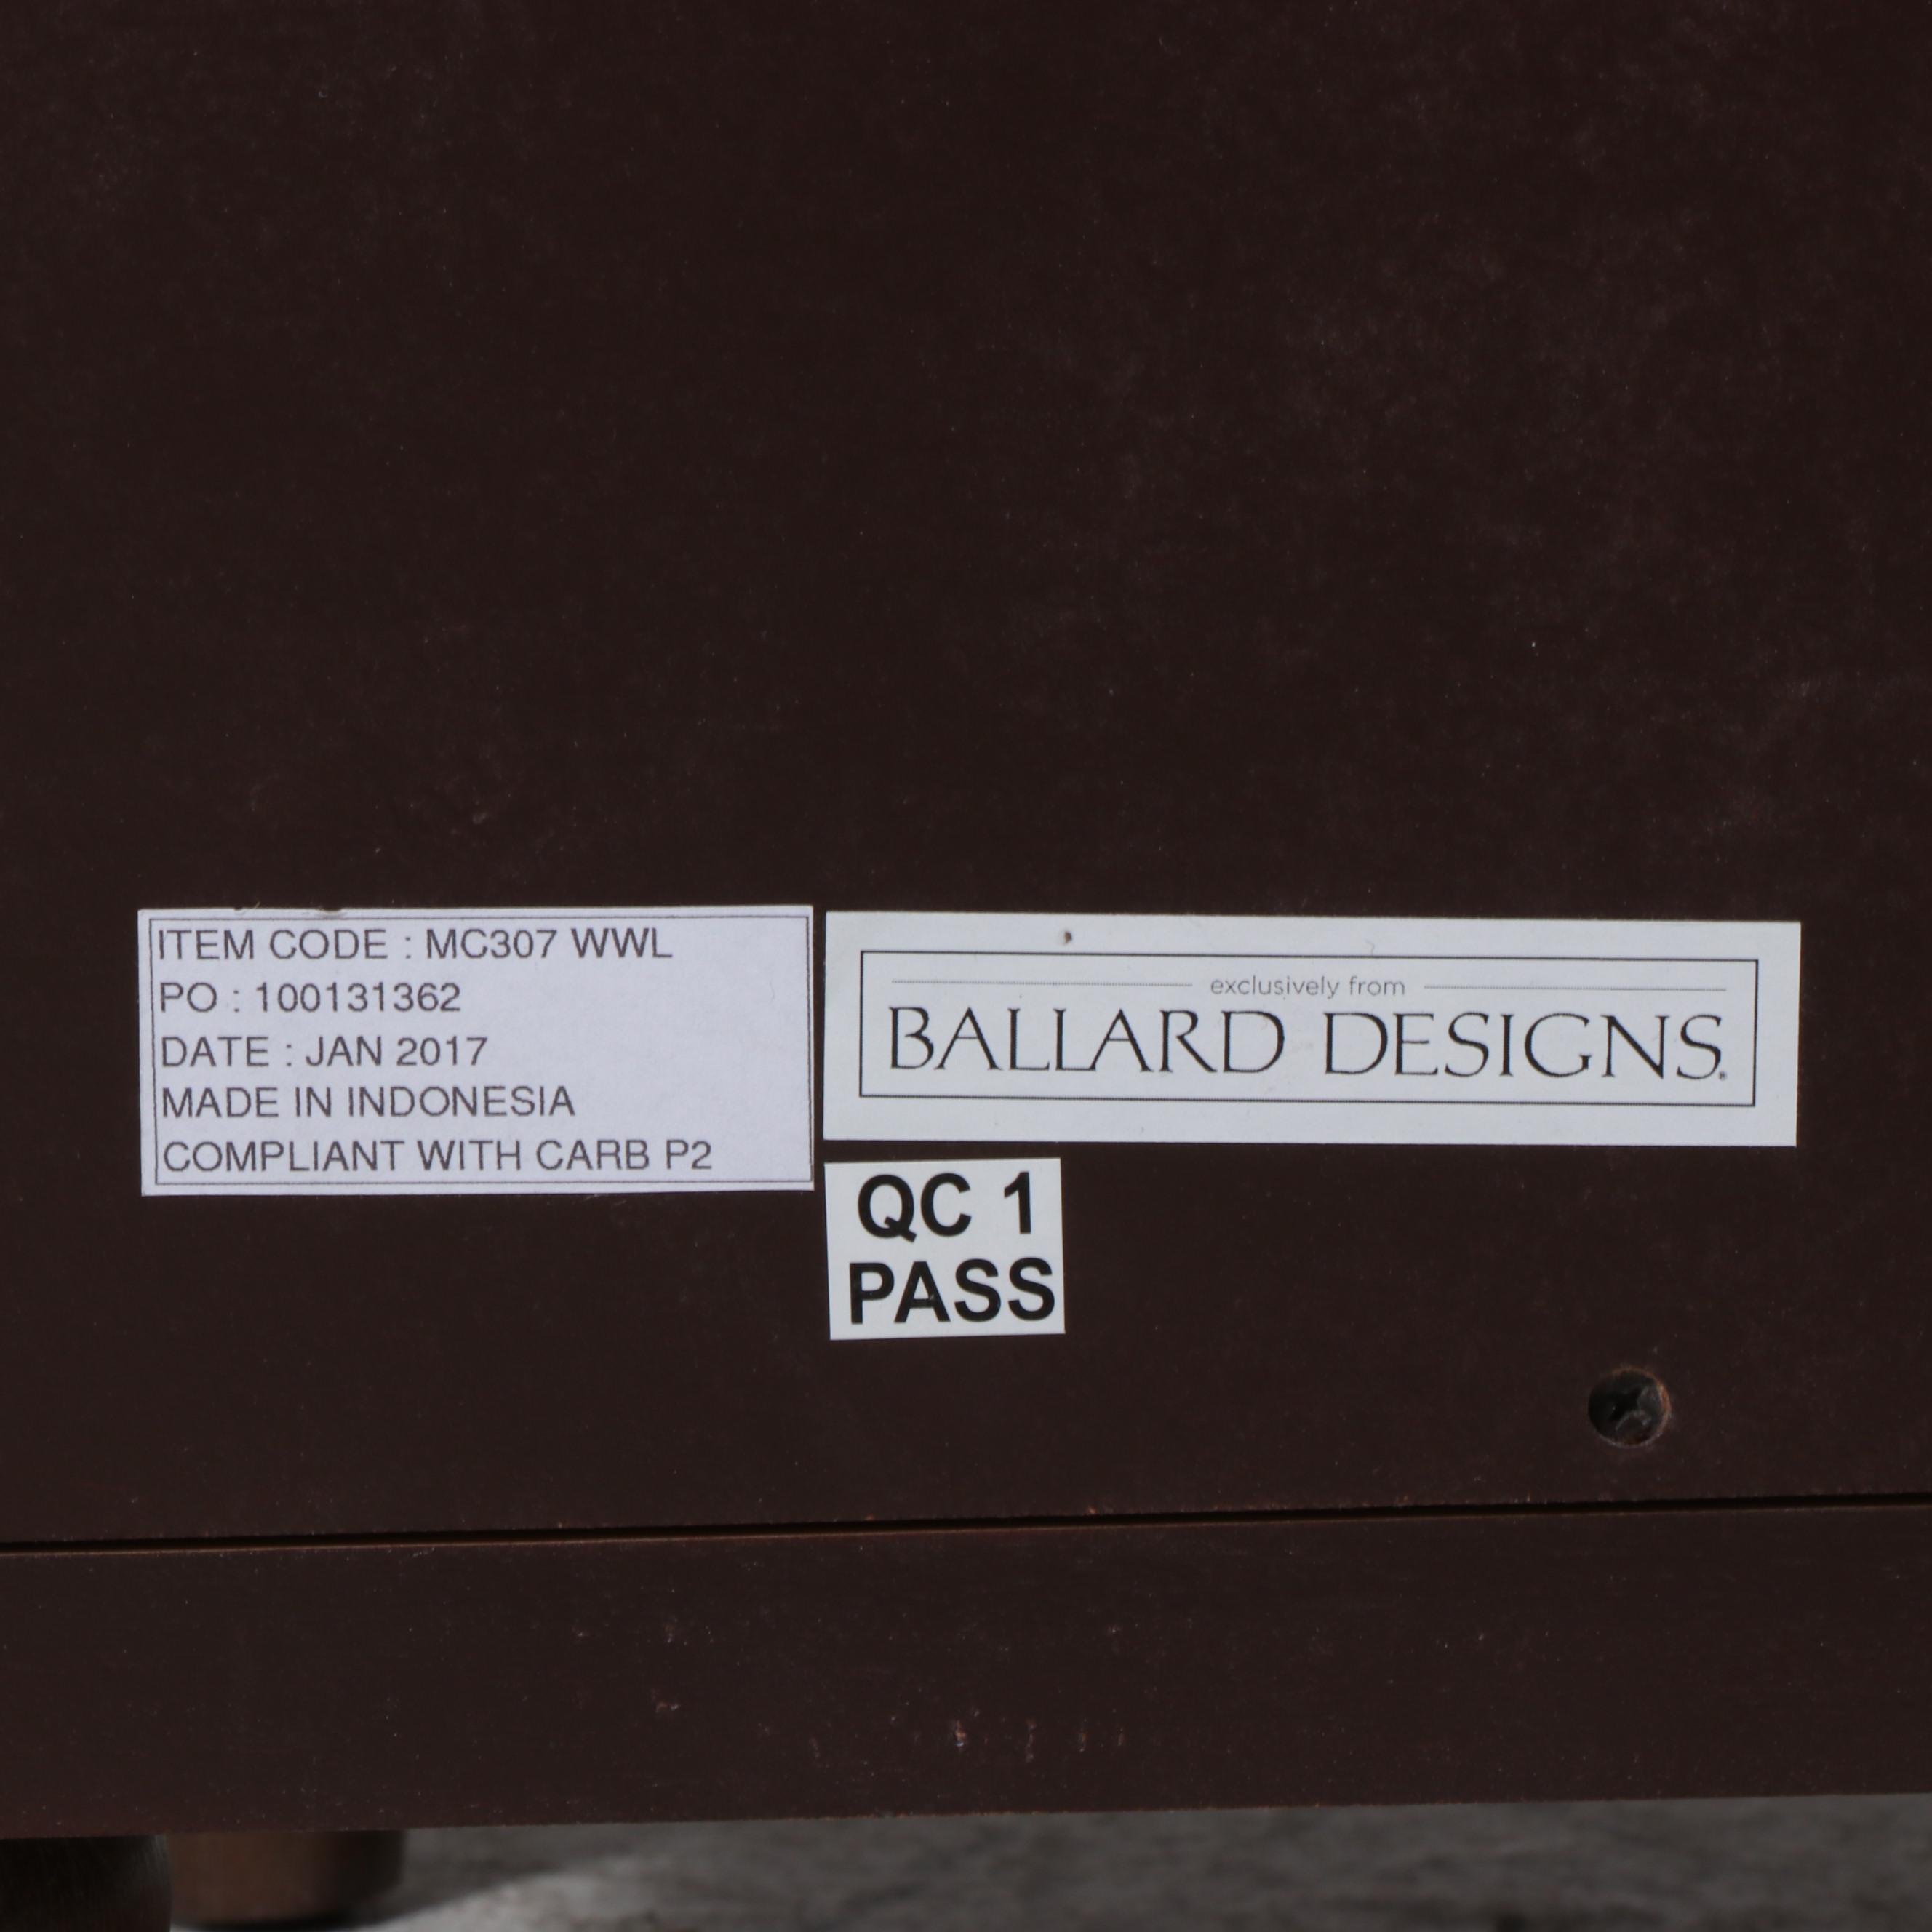 ITEM CODE : MC307 WWL
PO : 100131362
DATE : JAN 2017
MADE IN INDONESIA
COMPLIANT WITH CARB P2
exclusively from
BALLARD DESIGNS®
QC 1
PASS